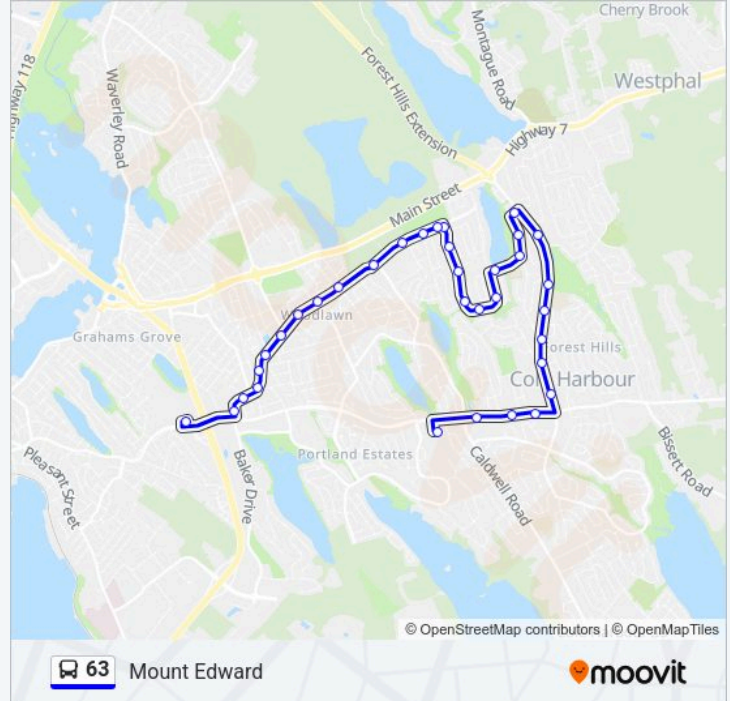 Cherry Brook
Montague Road
Highway 118
Waverley Road
Forest Hills Extension
Westphal
Highway 7
Main Street
Woodlawn
Grahams Grove
Forest Hills
Harbour
Pleasant Street
Baker Drive
Portland Estates
Caldwell Road
Bissett Road
© OpenStreetMap contributors | © OpenMapTiles
63 Mount Edward
moovit